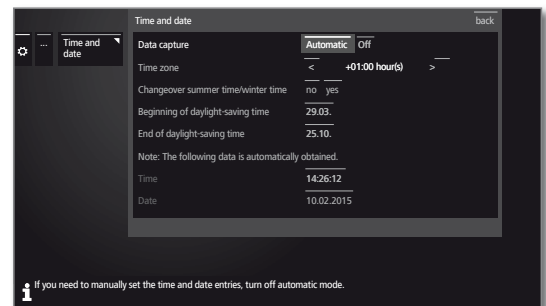 Time and date back
... Time and date
Data capture Automatic Off
Time zone < +01:00 hour(s) >
Changeover summer time/winter time no yes
Beginning of daylight-saving time 29.03.
End of daylight-saving time 25.10.
Note: The following data is automatically obtained.
Time 14:26:12
Date 10.02.2015
If you need to manually set the time and date entries, turn off automatic mode.